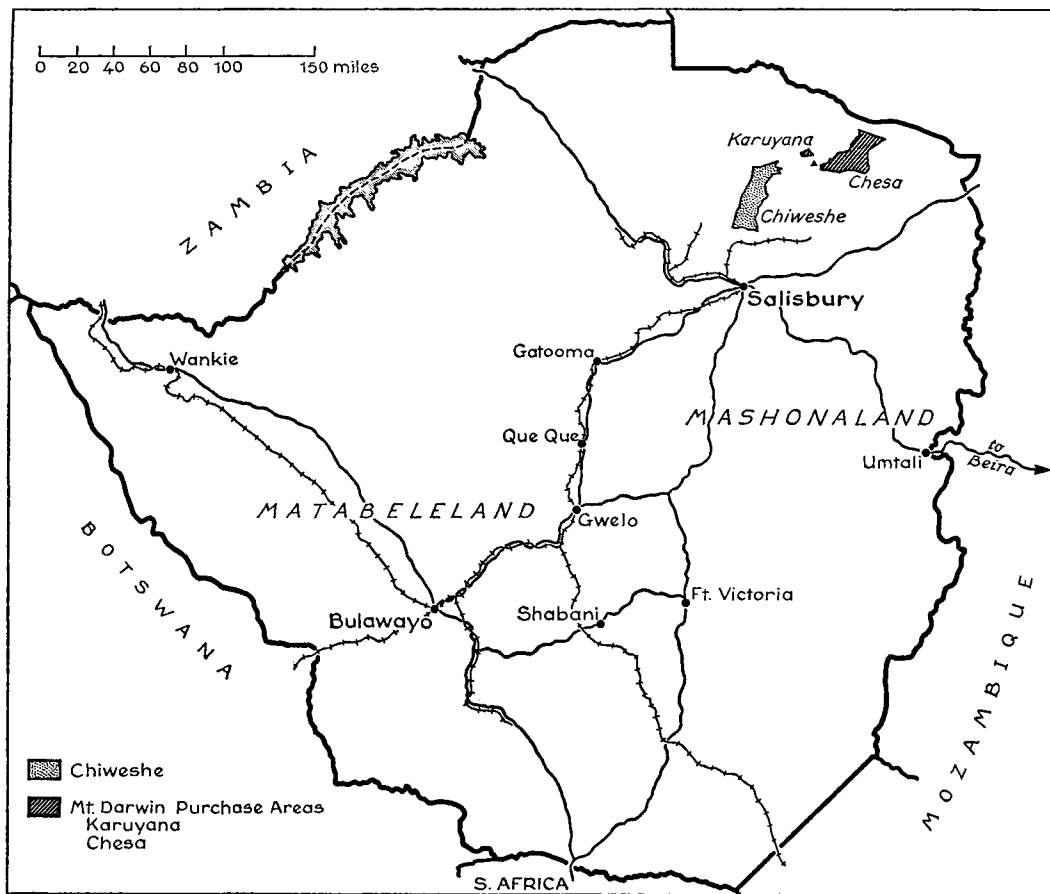 0 20 40 60 80 100 150 miles
ZAMBIA
Karuyana
Chesa
Chiweshe
Salisbury
Wankie
Gatooma
MASHONALAND
Que Que
Umtali
to
Beira
MATABELELAND
Gwelo
BOTSWANA
Ft. Victoria
Shabani
Bulawayo
MOZAMBIQUE
Chiweshe
Mt. Darwin Purchase Areas
Karuyana
Chesa
S. AFRICA